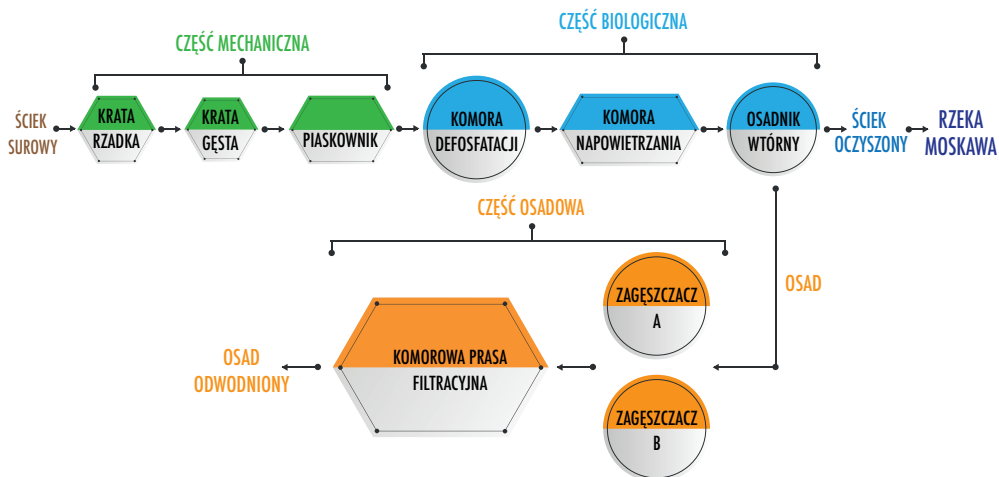 CZĘŚĆ MECHANICZNA
CZĘŚĆ BIOLOGICZNA
ŚCIEK
SUROWY
KRATA
RZADKA
KRATA
GĘSTA
PIASKOWNIK
KOMORA
DEFOSFATACJI
KOMORA
NAPOWIETRZANIA
OSADNIK
WTÓRNY
ŚCIEK
OCZYSZONY
RZEKA
MOSKAWA
CZĘŚĆ OSADOWA
OSAD
ZAGĘSZCZACZ
A
ZAGĘSZCZACZ
B
KOMOROWA PRASA
FILTRACYJNA
OSAD
ODWODNIONY